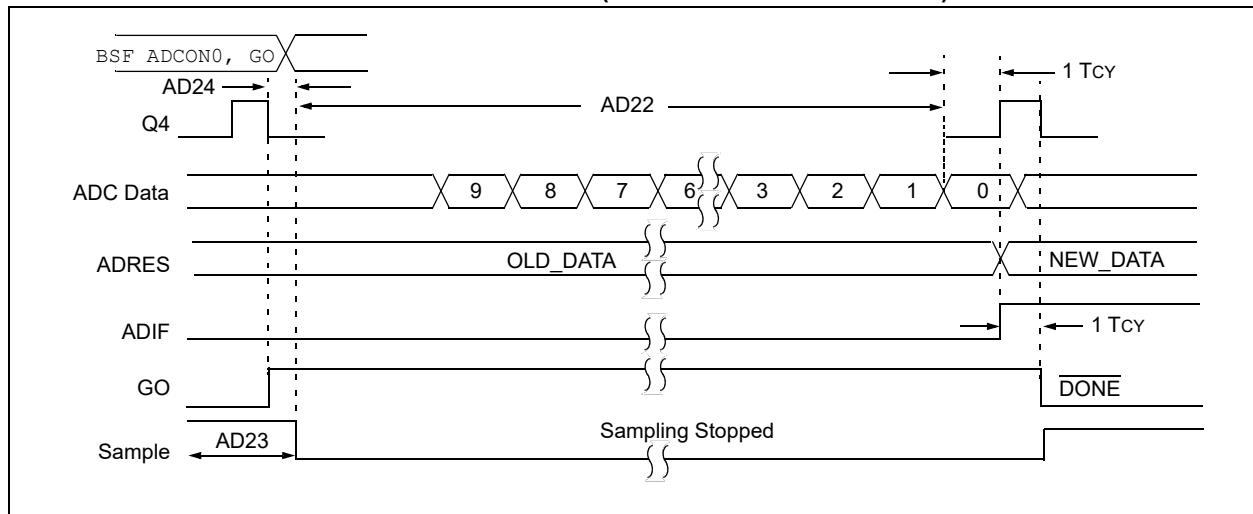 BSF ADCON0, GO
1 TCY
AD24
AD22
Q4
ADC Data
9 8 7 6 3 2 1 0
ADRES
OLD_DATA
NEW_DATA
ADIF
1 TCY
GO
DONE
Sampling Stopped
AD23
Sample